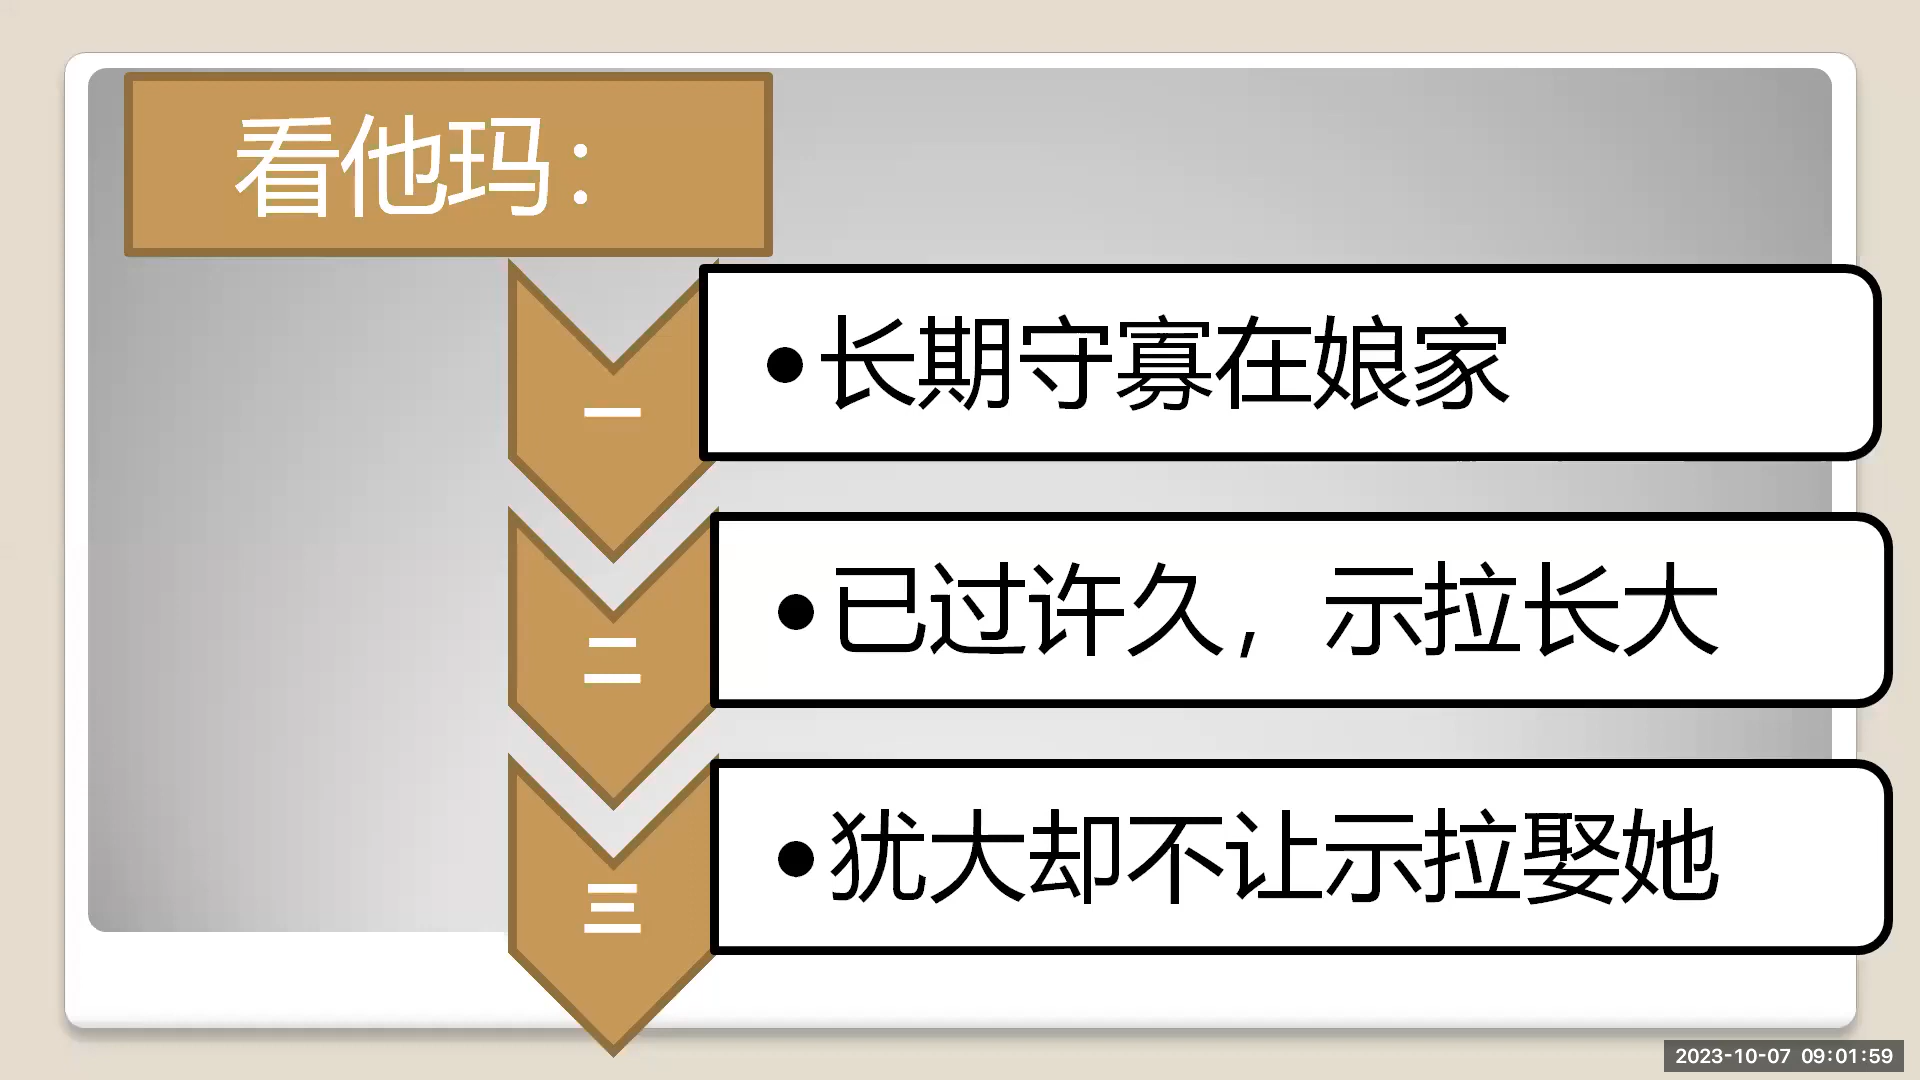 看他玛：
一
•长期守寡在娘家
二
•已过许久，示拉长大
三
•犹大却不让示拉娶她
2023-10-07 09:01:59